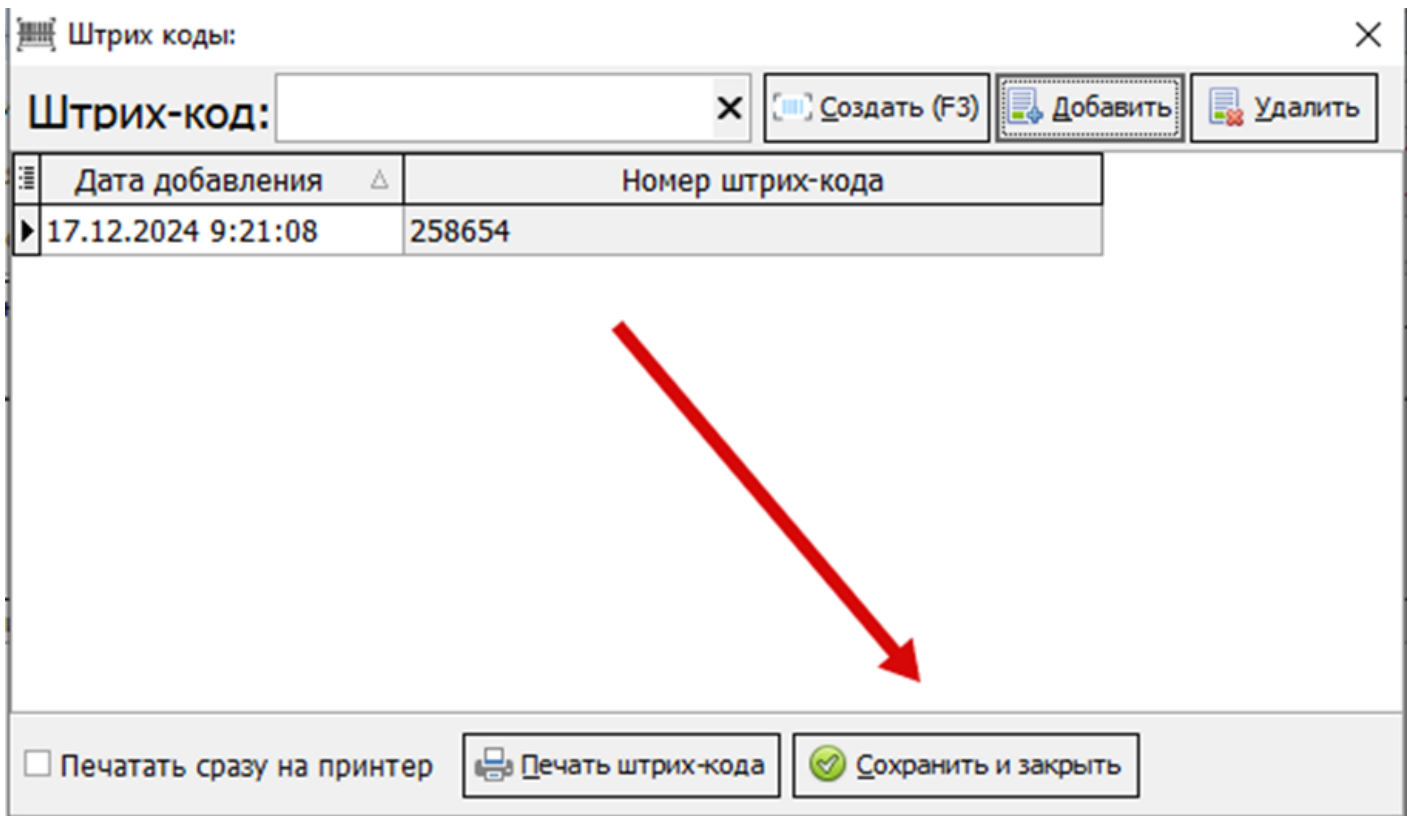 Штрих коды:
Штрих-код: Создать (F3) Добавить Удалить
Дата добавления Номер штрих-кода
17.12.2024 9:21:08 258654
Печатать сразу на принтер Печать штрих-кода Сохранить и закрыть